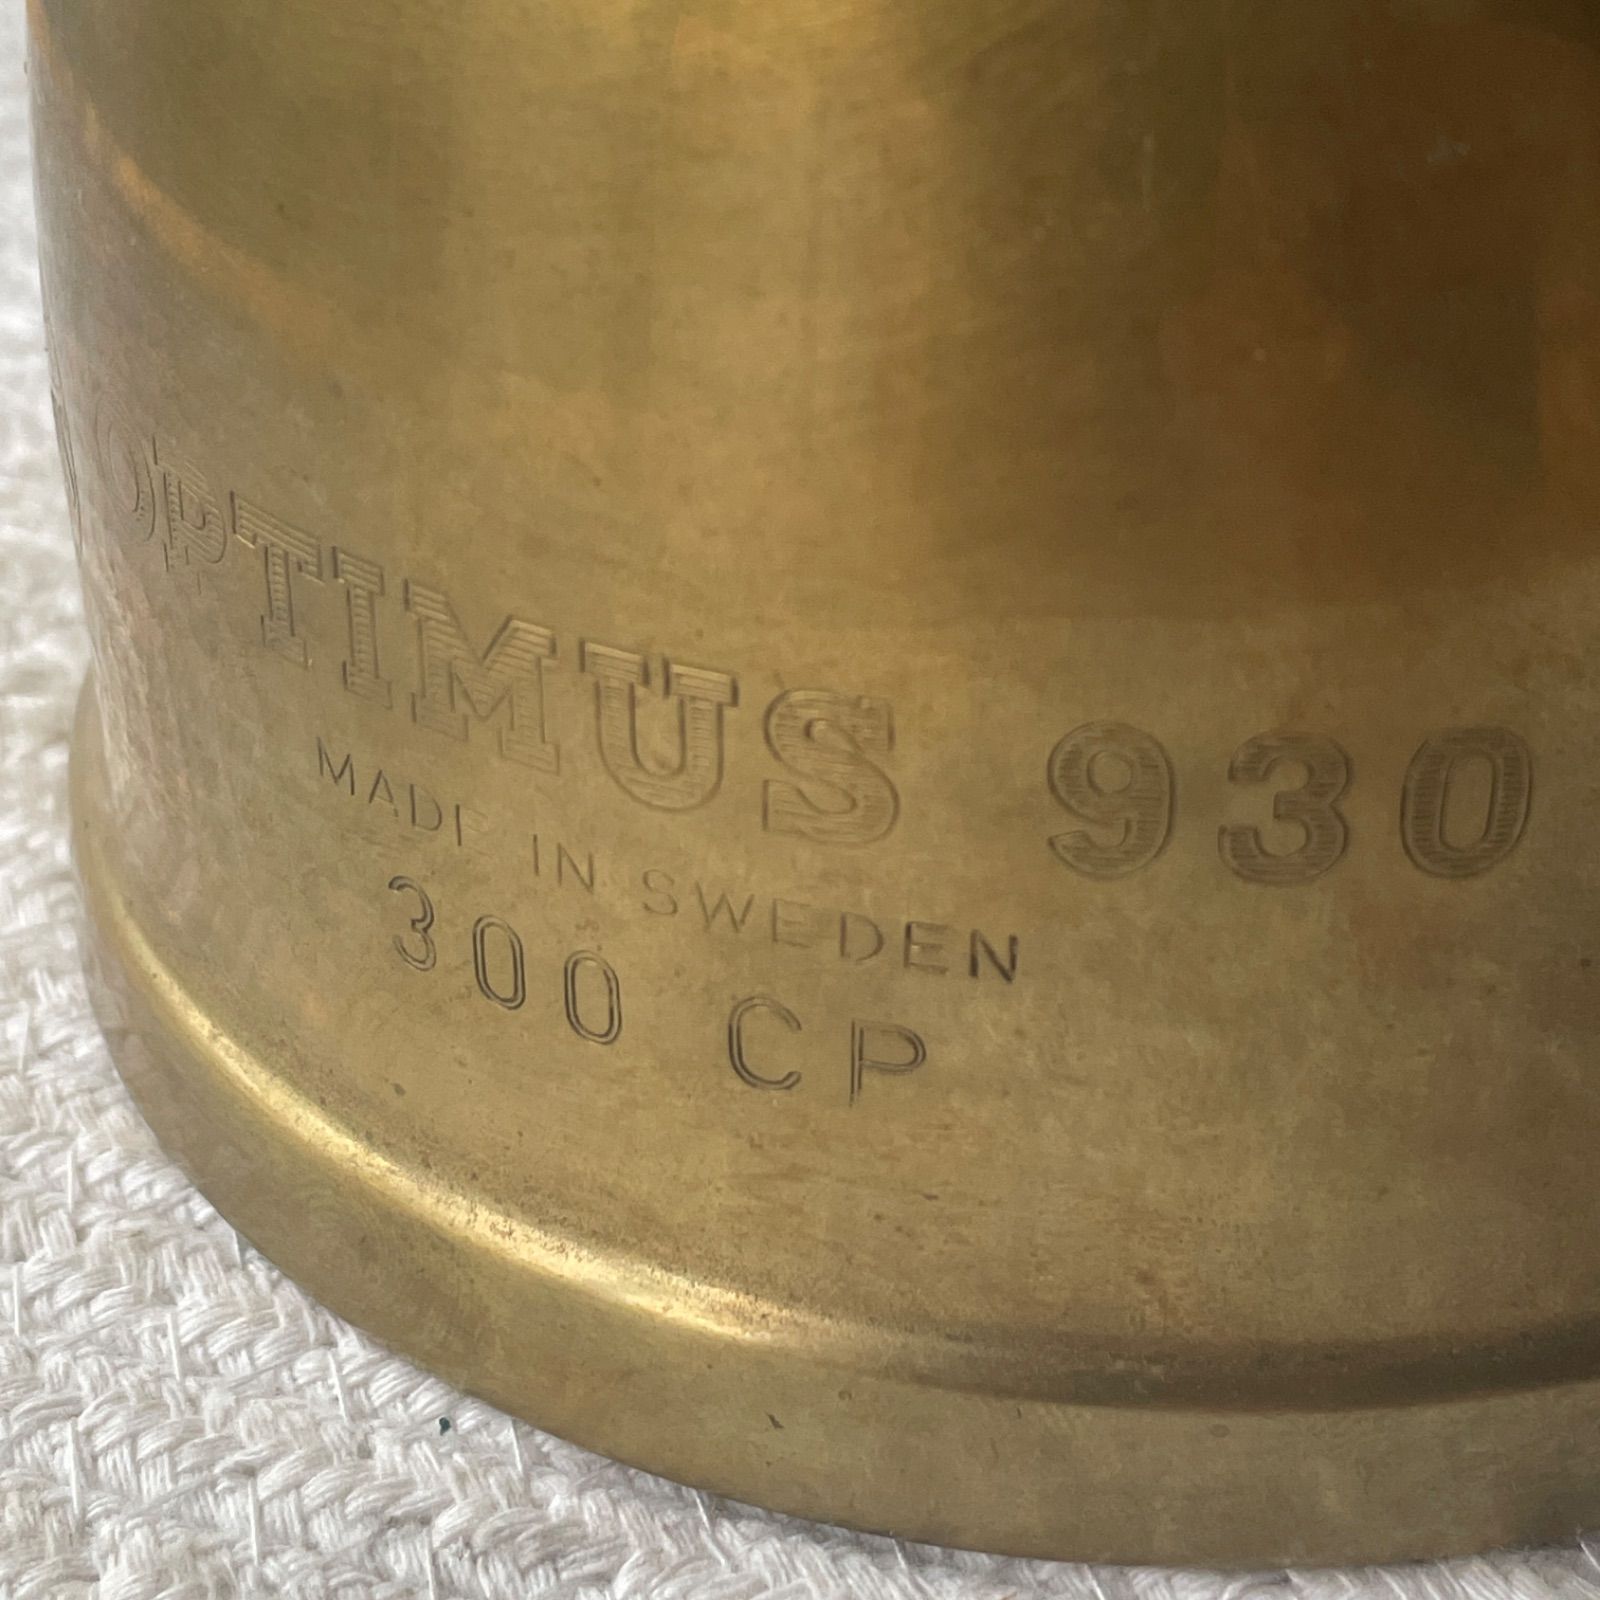 OPTIMUS 930
MADE IN SWEDEN
300 CP